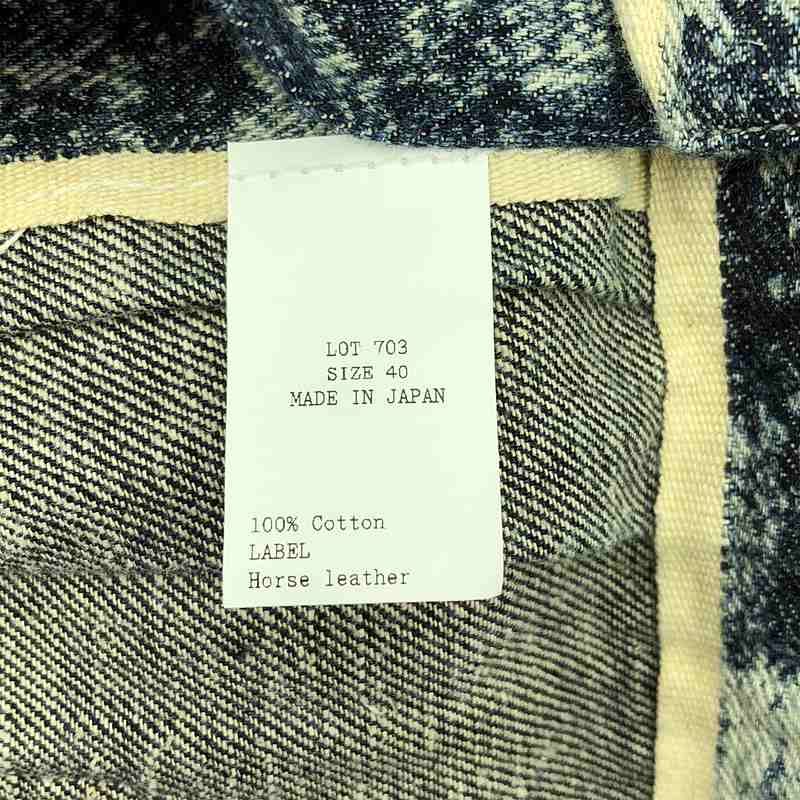 LOT 703
SIZE 40
MADE IN JAPAN
100% Cotton
LABEL
Horse leather